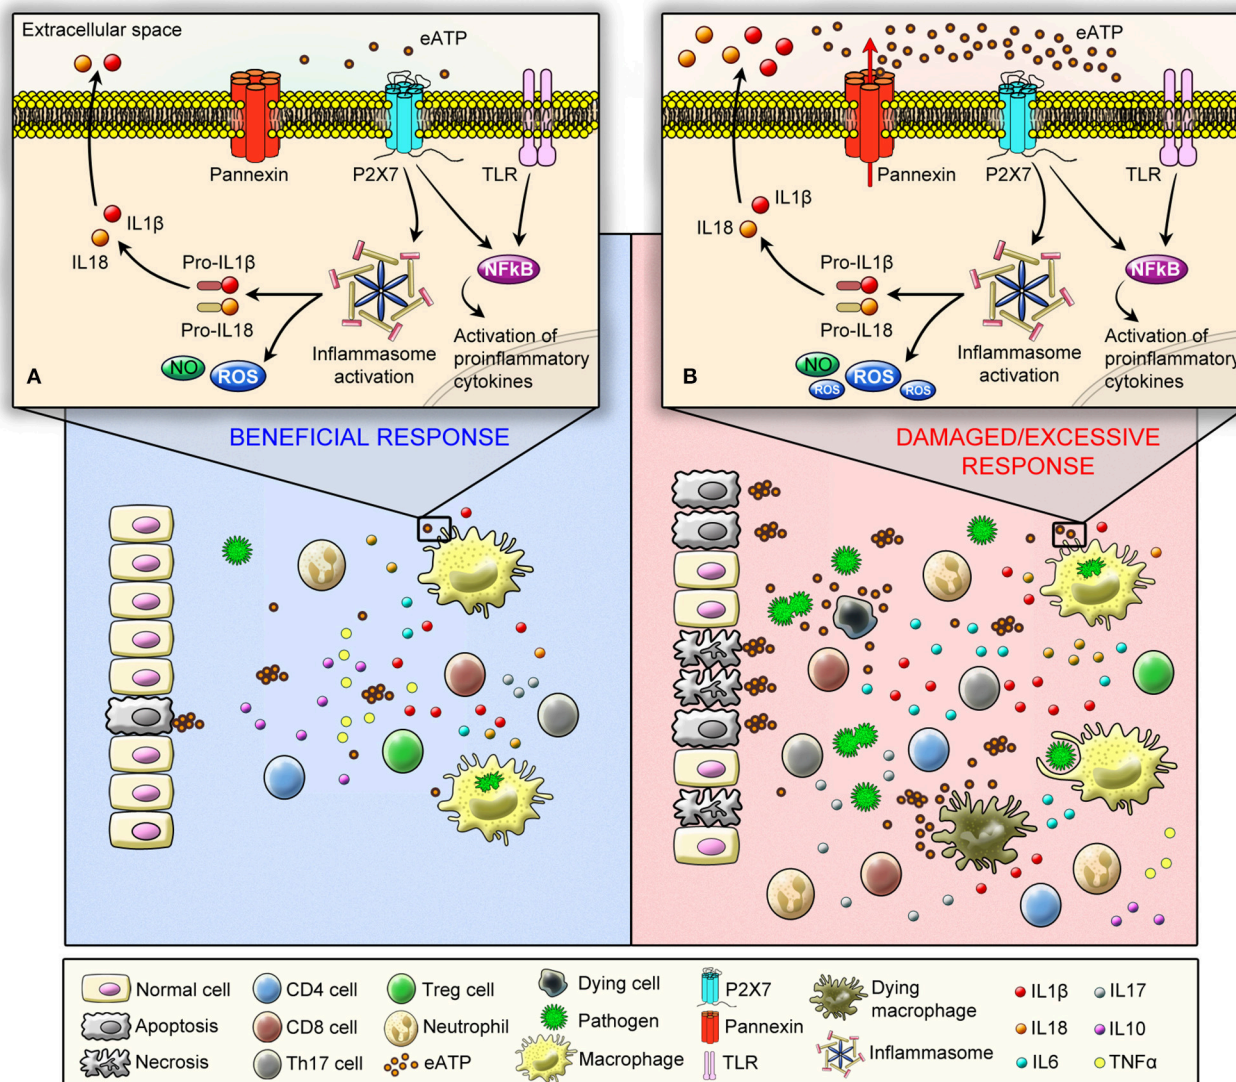 Extracellular space
eATP
Pannexin
P2X7
TLR
IL1β
IL18
Pro-IL1β
Pro-IL18
NFkB
NO
ROS
Inflammasome
activation
Activation of
proinflammatory
cytokines
A
eATP
Pannexin
P2X7
TLR
IL1β
IL18
Pro-IL1β
Pro-IL18
NFkB
NO
ROS
ROS
ROS
Inflammasome
activation
Activation of
proinflammatory
cytokines
B
BENEFICIAL RESPONSE
DAMAGED/EXCESSIVE
RESPONSE
Normal cell
Apoptosis
Necrosis
CD4 cell
CD8 cell
Th17 cell
Treg cell
Neutrophil
eATP
Dying cell
Pathogen
Macrophage
P2X7
Pannexin
TLR
Dying
macrophage
Inflammasome
IL1β
IL18
IL6
IL17
IL10
TNFα